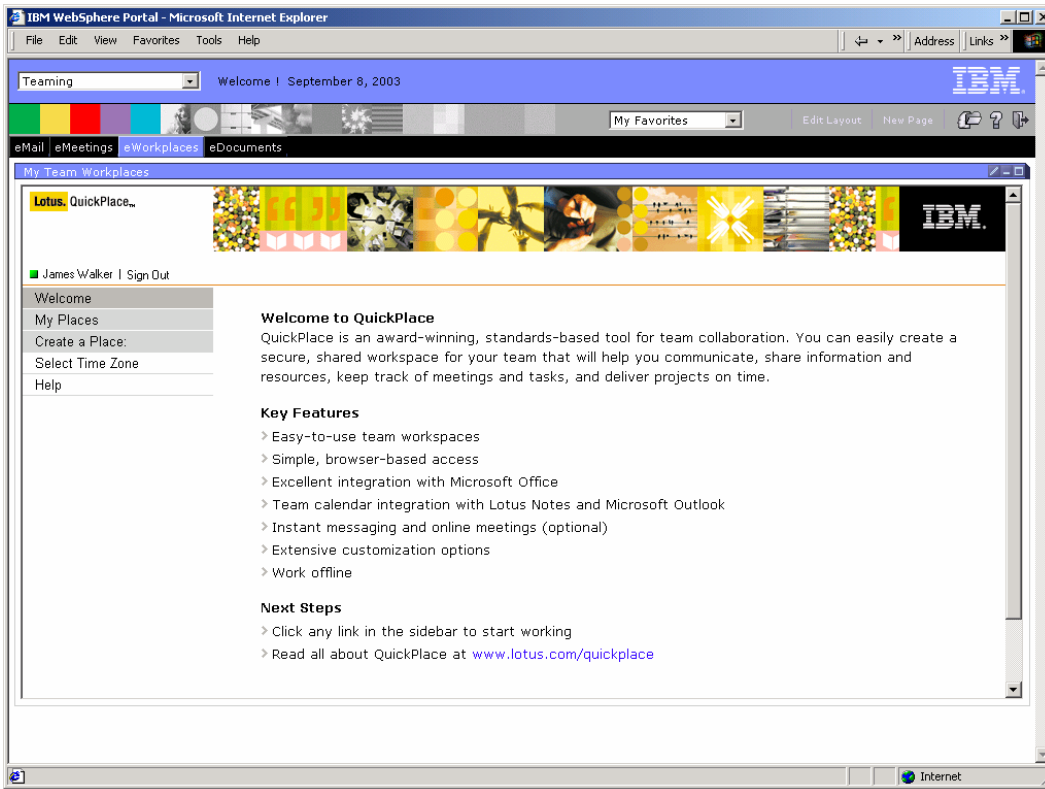 IBM WebSphere Portal - Microsoft Internet Explorer
File Edit View Favorites Tools Help
Address Links
Teaming
Welcome ! September 8, 2003
IBM.
My Favorites
Edit Layout New Page
eMail eMeetings eWorkplaces eDocuments
My Team Workplaces
Lotus. QuickPlace™
IBM.
James Walker | Sign Out
Welcome
My Places
Create a Place:
Select Time Zone
Help
Welcome to QuickPlace
QuickPlace is an award-winning, standards-based tool for team collaboration. You can easily create a
secure, shared workspace for your team that will help you communicate, share information and
resources, keep track of meetings and tasks, and deliver projects on time.
Key Features
Easy-to-use team workspaces
Simple, browser-based access
Excellent integration with Microsoft Office
Team calendar integration with Lotus Notes and Microsoft Outlook
Instant messaging and online meetings (optional)
Extensive customization options
Work offline
Next Steps
Click any link in the sidebar to start working
Read all about QuickPlace at www.lotus.com/quickplace
Internet